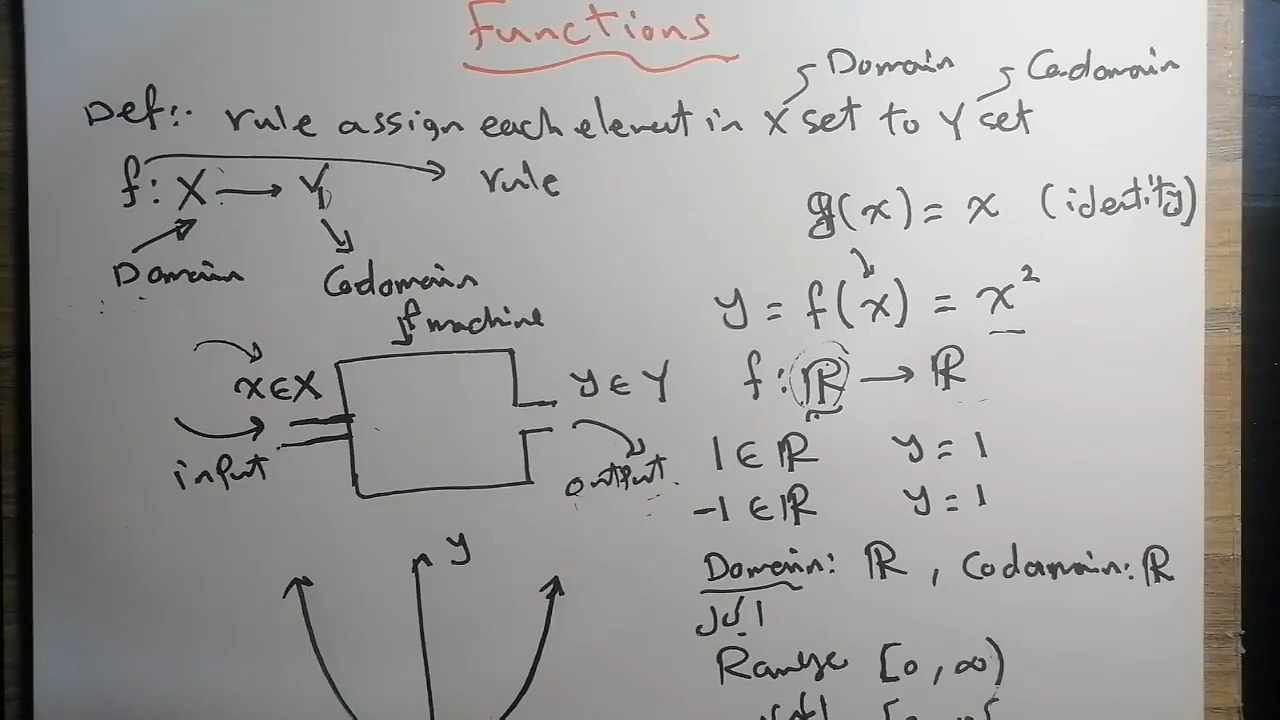 Functions
Domain
Codomain
Def:. rule assign each element in X set to Y set
f: X → Y
rule
Domain
Codomain
g(x) = x (identity)
f machine
y = f(x) = x²
x∈X
y∈Y
f: ℝ → ℝ
input
output.
1 ∈ ℝ y = 1
-1 ∈ ℝ y = 1
y
Domain: ℝ , Codomain: ℝ
Range [0, ∞)